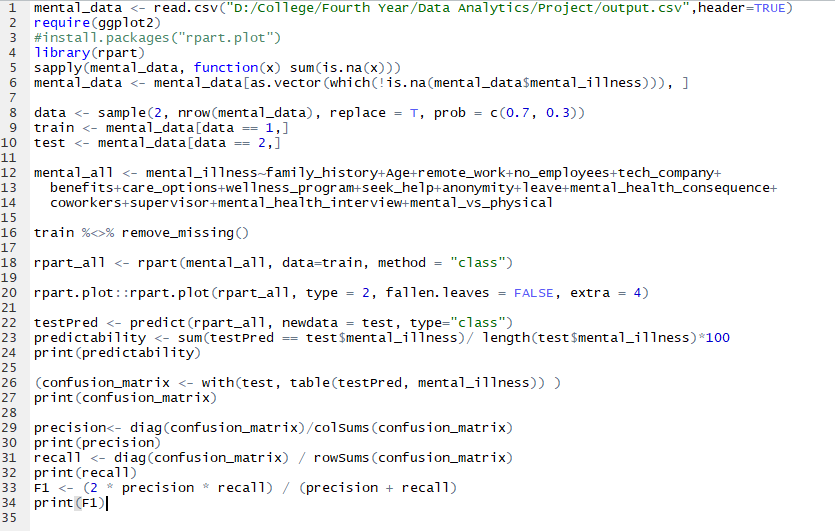 1 mental_data <- read.csv("D:/College/Fourth Year/Data Analytics/Project/output.csv",header=TRUE)
2 require(ggplot2)
3 #install.packages("rpart.plot")
4 library(rpart)
5 sapply(mental_data, function(x) sum(is.na(x)))
6 mental_data <- mental_data[as.vector(which(!is.na(mental_data$mental_illness))), ]
7
8 data <- sample(2, nrow(mental_data), replace = T, prob = c(0.7, 0.3))
9 train <- mental_data[data == 1,]
10 test <- mental_data[data == 2,]
11
12 mental_all <- mental_illness~family_history+Age+remote_work+no_employees+tech_company+
13 benefits+care_options+wellness_program+seek_help+anonymity+leave+mental_health_consequence+
14 coworkers+supervisor+mental_health_interview+mental_vs_physical
15
16 train %<>% remove_missing()
17
18 rpart_all <- rpart(mental_all, data=train, method = "class")
19
20 rpart.plot::rpart.plot(rpart_all, type = 2, fallen.leaves = FALSE, extra = 4)
21
22 testPred <- predict(rpart_all, newdata = test, type="class")
23 predictability <- sum(testPred == test$mental_illness)/ length(test$mental_illness)*100
24 print(predictability)
25
26 (confusion_matrix <- with(test, table(testPred, mental_illness)) )
27 print(confusion_matrix)
28
29 precision<- diag(confusion_matrix)/colSums(confusion_matrix)
30 print(precision)
31 recall <- diag(confusion_matrix) / rowSums(confusion_matrix)
32 print(recall)
33 F1 <- (2 * precision * recall) / (precision + recall)
34 print(F1)
35